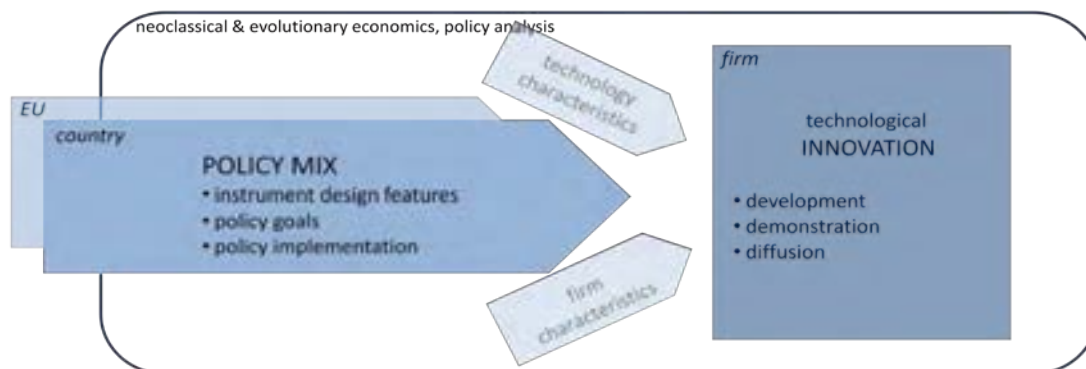 neoclassical & evolutionary economics, policy analysis
EU
country
POLICY MIX
• instrument design features
• policy goals
• policy implementation
technology
characteristics
firm
characteristics
firm
technological
INNOVATION
• development
• demonstration
• diffusion